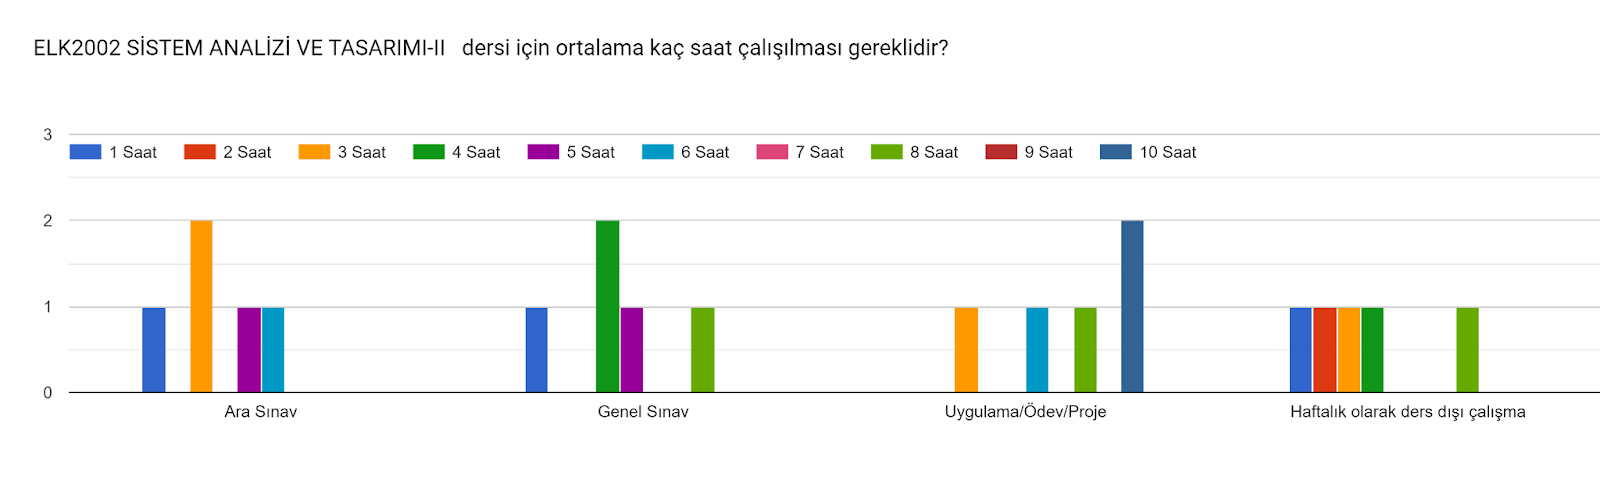 ELK2002 SİSTEM ANALİZİ VE TASARIMI-II dersi için ortalama kaç saat çalışılması gereklidir?
3
1 Saat 2 Saat 3 Saat 4 Saat 5 Saat 6 Saat 7 Saat 8 Saat 9 Saat 10 Saat
2
1
0
Ara Sınav Genel Sınav Uygulama/Ödev/Proje Haftalık olarak ders dışı çalışma